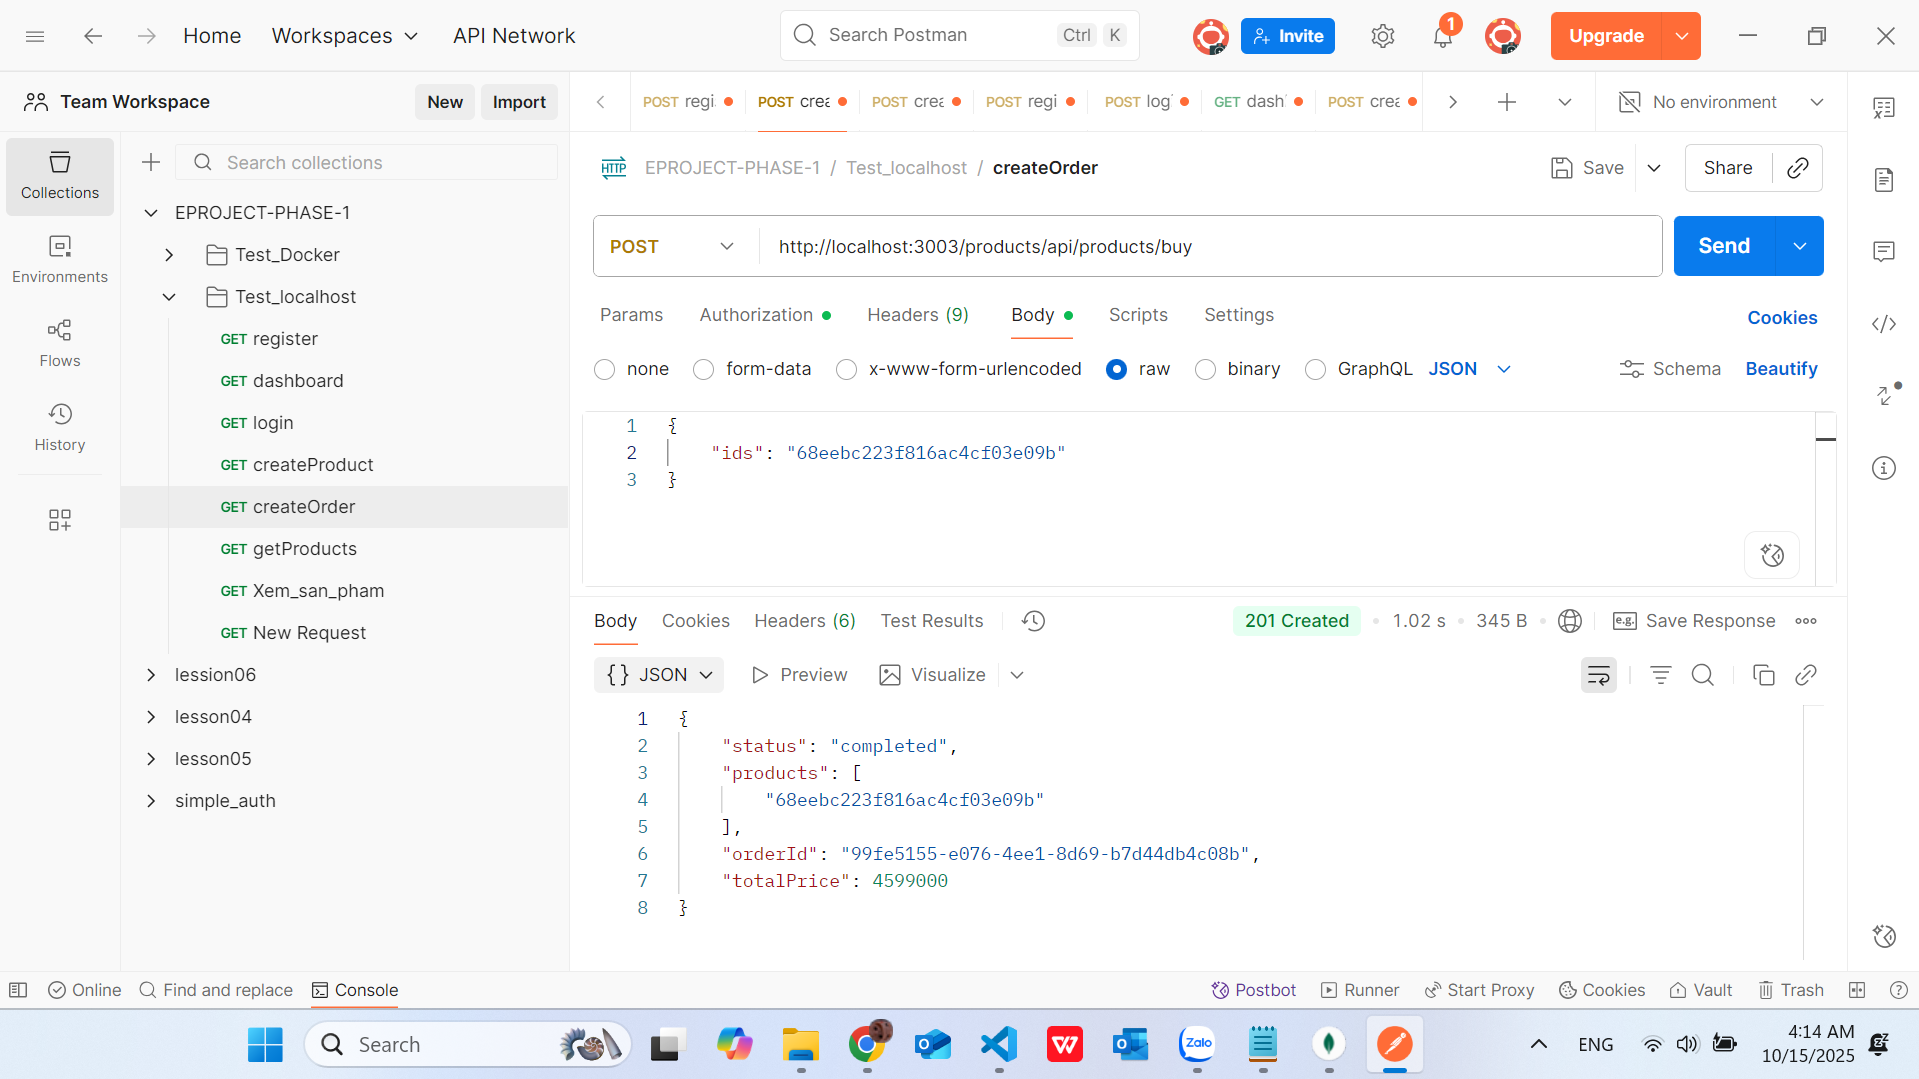 Home
Workspaces
API Network
Search Postman
Ctrl K
Invite
1
Upgrade
Team Workspace
New
Import
POST regi
POST crea
POST crea
POST regi
POST log
GET dash
POST crea
No environment
Collections
Environments
Flows
History
Search collections
EPROJECT-PHASE-1
Test_Docker
Test_localhost
GET register
GET dashboard
GET login
GET createProduct
GET createOrder
GET getProducts
GET Xem_san_pham
GET New Request
lession06
lesson04
lesson05
simple_auth
HTTP EPROJECT-PHASE-1 / Test_localhost / createOrder
Save
Share
POST
http://localhost:3003/products/api/products/buy
Send
Params
Authorization
Headers (9)
Body
Scripts
Settings
Cookies
none
form-data
x-www-form-urlencoded
raw
binary
GraphQL
JSON
Schema
Beautify
1 {
2 "ids": "68eebc223f816ac4cf03e09b"
3 }
Body
Cookies
Headers (6)
Test Results
201 Created
1.02 s
345 B
e.g. Save Response
{} JSON
Preview
Visualize
1 {
2 "status": "completed",
3 "products": [
4 "68eebc223f816ac4cf03e09b"
5 ],
6 "orderId": "99fe5155-e076-4ee1-8d69-b7d44db4c08b",
7 "totalPrice": 4599000
8 }
Online
Find and replace
Console
Postbot
Runner
Start Proxy
Cookies
Vault
Trash
Search
Zalo
ENG
4:14 AM
10/15/2025